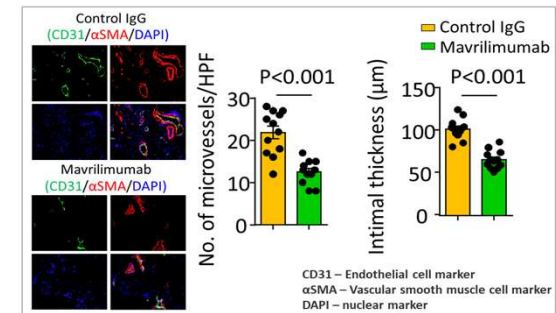 Control IgG
(CD31/αSMA/DAPI)
Mavrilimumab
(CD31/αSMA/DAPI)
No. of microvessels/HPF
P<0.001
30
20
10
0
Control IgG
Mavrilimumab
Intimal thickness (μm)
P<0.001
150
100
50
0
CD31 – Endothelial cell marker
αSMA – Vascular smooth muscle cell marker
DAPI – nuclear marker